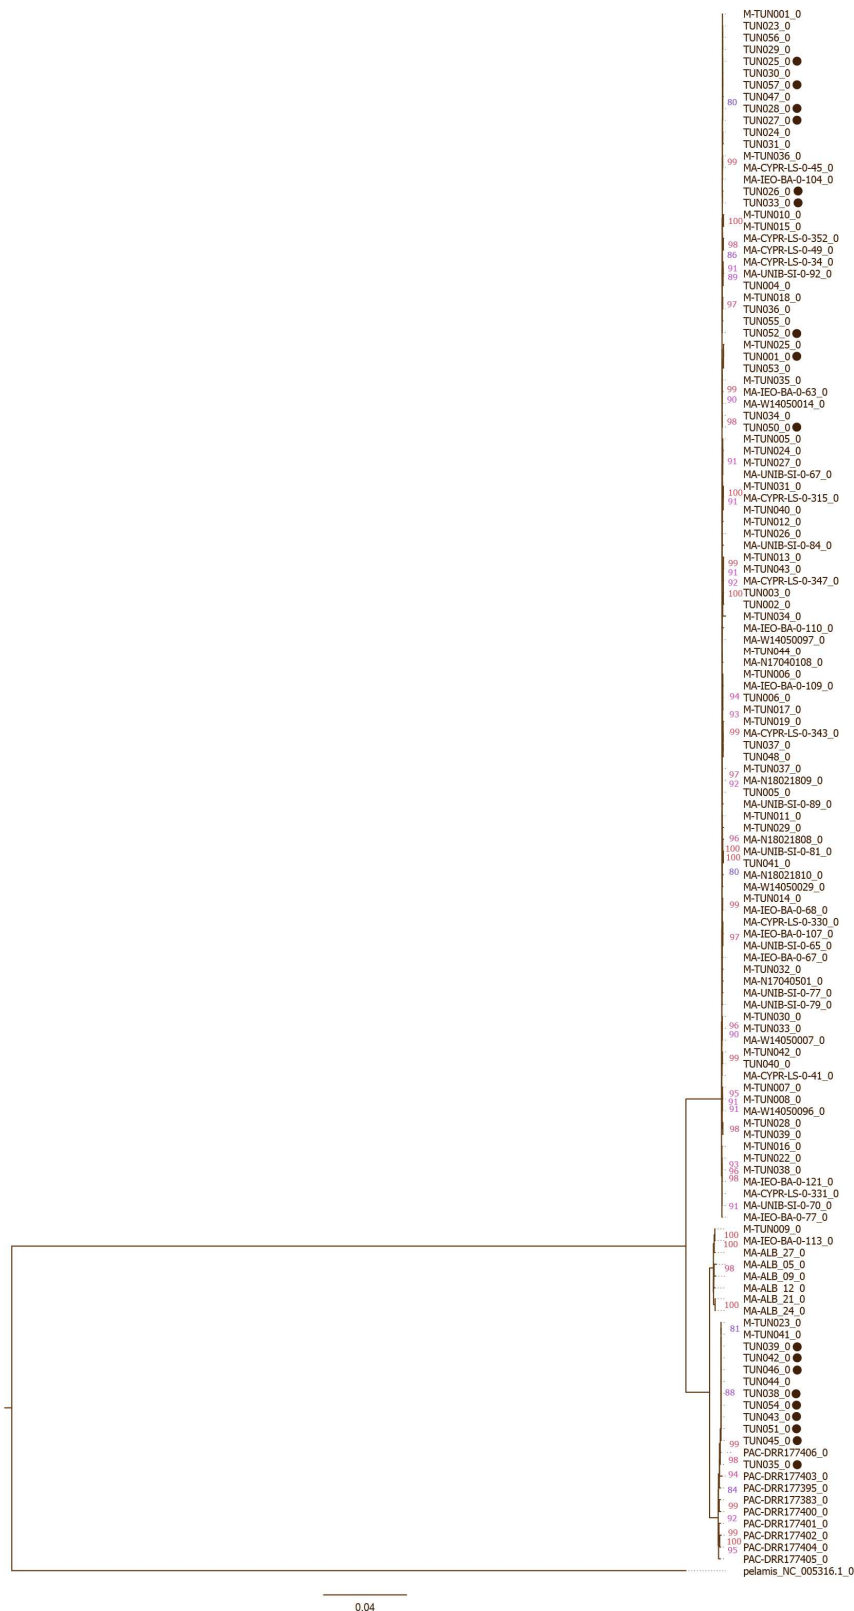 M-TUN001_0
TUN023_0
TUN056_0
TUN029_0
TUN025_0
TUN030_0
TUN057_0
TUN047_0
80
TUN028_0
TUN027_0
TUN024_0
TUN031_0
M-TUN036_0
99
MA-CYPR-LS-0-45_0
MA-IEO-BA-0-104_0
TUN026_0
TUN033_0
M-TUN010_0
100
M-TUN015_0
MA-CYPR-LS-0-352_0
98
MA-CYPR-LS-0-49_0
86
MA-CYPR-LS-0-34_0
91
MA-UNIB-SI-0-92_0
89
TUN004_0
M-TUN018_0
97
TUN036_0
TUN055_0
TUN052_0
M-TUN025_0
TUN001_0
TUN053_0
M-TUN035_0
99
MA-IEO-BA-0-63_0
90
MA-W14050014_0
TUN034_0
98
TUN050_0
M-TUN005_0
M-TUN024_0
91
M-TUN027_0
MA-UNIB-SI-0-67_0
M-TUN031_0
100
MA-CYPR-LS-0-315_0
91
M-TUN040_0
M-TUN012_0
M-TUN026_0
MA-UNIB-SI-0-84_0
M-TUN013_0
99
M-TUN043_0
91
MA-CYPR-LS-0-347_0
92
TUN003_0
100
TUN002_0
M-TUN034_0
MA-IEO-BA-0-110_0
MA-W14050097_0
M-TUN044_0
MA-N17040108_0
M-TUN006_0
MA-IEO-BA-0-109_0
94
TUN006_0
M-TUN017_0
93
M-TUN019_0
99
MA-CYPR-LS-0-343_0
TUN037_0
TUN048_0
M-TUN037_0
97
MA-N18021809_0
92
TUN005_0
MA-UNIB-SI-0-89_0
M-TUN011_0
M-TUN029_0
96
MA-N18021808_0
100
MA-UNIB-SI-0-81_0
100
TUN041_0
80
MA-N18021810_0
MA-W14050029_0
M-TUN014_0
99
MA-IEO-BA-0-68_0
MA-CYPR-LS-0-330_0
97
MA-IEO-BA-0-107_0
MA-UNIB-SI-0-65_0
MA-IEO-BA-0-67_0
M-TUN032_0
MA-N17040501_0
MA-UNIB-SI-0-77_0
MA-UNIB-SI-0-79_0
M-TUN030_0
96
M-TUN033_0
90
MA-W14050007_0
M-TUN042_0
99
TUN040_0
MA-CYPR-LS-0-41_0
M-TUN007_0
95
M-TUN008_0
91
91
MA-W14050096_0
M-TUN028_0
98
M-TUN039_0
M-TUN016_0
M-TUN022_0
93
M-TUN038_0
96
98
MA-IEO-BA-0-121_0
MA-CYPR-LS-0-331_0
91
MA-UNIB-SI-0-70_0
MA-IEO-BA-0-77_0
M-TUN009_0
100
MA-IEO-BA-0-113_0
100
MA-ALB_27_0
MA-ALB_05_0
98
MA-ALB_09_0
MA-ALB_12_0
MA-ALB_21_0
100
MA-ALB_24_0
M-TUN023_0
81
M-TUN041_0
TUN039_0
TUN042_0
TUN046_0
TUN044_0
88
TUN038_0
TUN054_0
TUN043_0
TUN051_0
TUN045_0
99
PAC-DRR177406_0
98
TUN035_0
94
PAC-DRR177403_0
84
PAC-DRR177395_0
PAC-DRR177383_0
99
PAC-DRR177400_0
92
PAC-DRR177401_0
99
PAC-DRR177402_0
100
PAC-DRR177404_0
95
PAC-DRR177405_0
pelamis_NC_005316.1_0
0.04